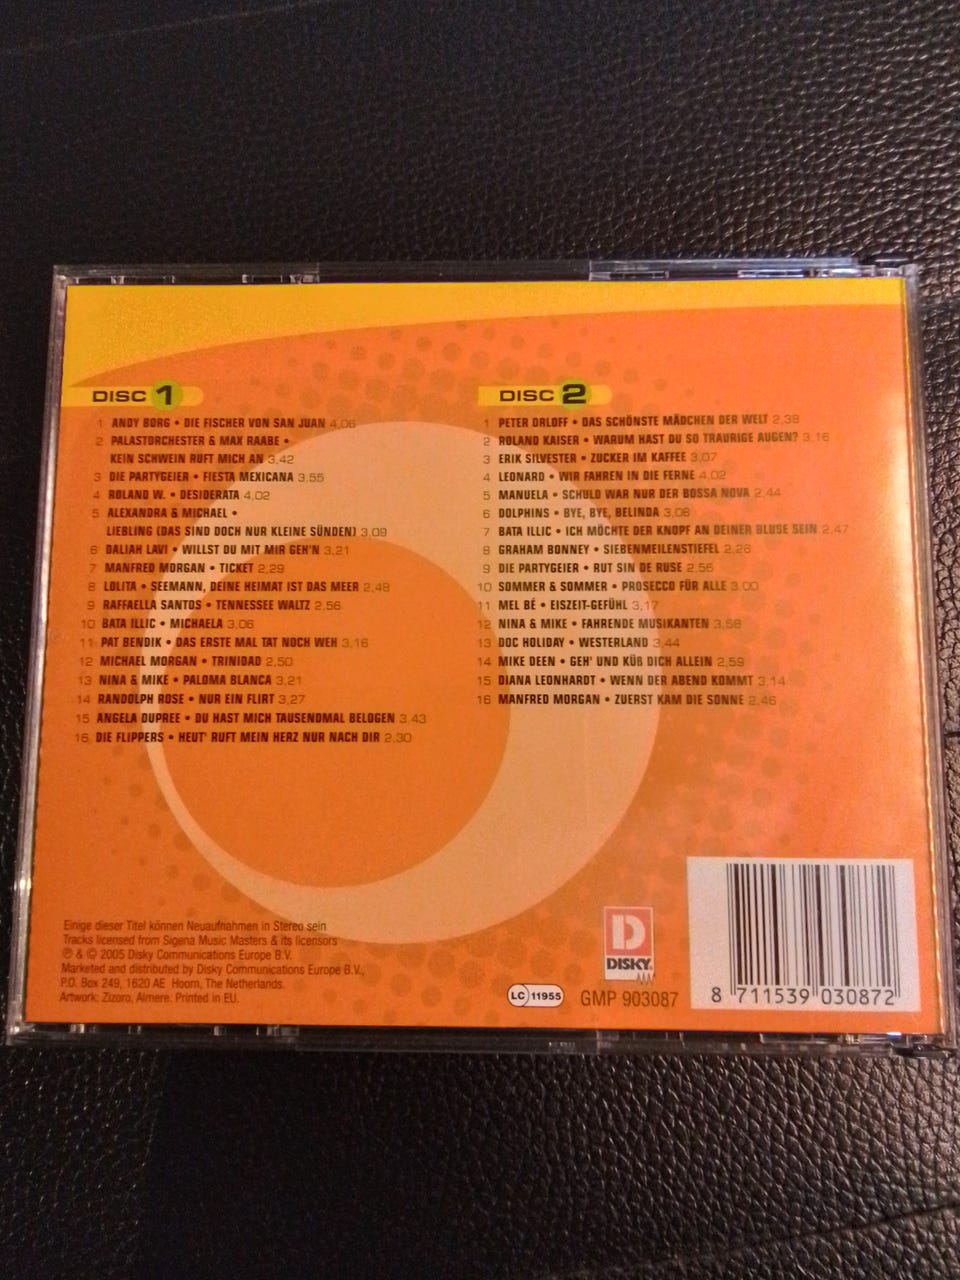 DISC 1
1 ANDY BORG • DIE FISCHER VON SAN JUAN 4,06
2 PALASTORCHESTER & MAX RAABE •
KEIN SCHWEIN RUFT MICH AN 3,42
3 DIE PARTYGEIER • FIESTA MEXICANA 3,55
4 ROLAND W. • DESIDERATA 4,02
5 ALEXANDRA & MICHAEL •
LIEBLING (DAS SIND DOCH NUR KLEINE SÜNDEN) 3,09
6 DALIAH LAVI • WILLST DU MIT MIR GEH'N 3,21
7 MANFRED MORGAN • TICKET 2,29
8 LOLITA • SEEMANN, DEINE HEIMAT IST DAS MEER 2,48
9 RAFFAELLA SANTOS • TENNESSEE WALTZ 2,56
10 BATA ILLIC • MICHAELA 3,06
11 PAT BENDIK • DAS ERSTE MAL TAT NOCH WEH 3,16
12 MICHAEL MORGAN • TRINIDAD 2,50
13 NINA & MIKE • PALOMA BLANCA 3,21
14 RANDOLPH ROSE • NUR EIN FLIRT 3,27
15 ANGELA DUPREE • DU HAST MICH TAUSENDMAL BELOGEN 3,43
16 DIE FLIPPERS • HEUT' RUFT MEIN HERZ NUR NACH DIR 2,30
DISC 2
1 PETER ORLOFF • DAS SCHÖNSTE MÄDCHEN DER WELT 2,38
2 ROLAND KAISER • WARUM HAST DU SO TRAURIGE AUGEN? 3,16
3 ERIK SILVESTER • ZUCKER IM KAFFEE 3,07
4 LEONARD • WIR FAHREN IN DIE FERNE 4,02
5 MANUELA • SCHULD WAR NUR DER BOSSA NOVA 2,44
6 DOLPHINS • BYE, BYE, BELINDA 3,08
7 BATA ILLIC • ICH MÖCHTE DER KNOPF AN DEINER BLUSE SEIN 2,47
8 GRAHAM BONNEY • SIEBENMEILENSTIEFEL 2,26
9 DIE PARTYGEIER • RUT SIN DE RUSE 2,56
10 SOMMER & SOMMER • PROSECCO FÜR ALLE 3,00
11 MEL BÉ • EISZEIT-GEFÜHL 3,17
12 NINA & MIKE • FAHRENDE MUSIKANTEN 3,58
13 DOC HOLIDAY • WESTERLAND 3,44
14 MIKE DEEN • GEH' UND KÜß DICH ALLEIN 2,59
15 DIANA LEONHARDT • WENN DER ABEND KOMMT 3,14
16 MANFRED MORGAN • ZUERST KAM DIE SONNE 2,46
Einige dieser Titel können Neuaufnahmen in Stereo sein
Tracks licensed from Sigena Music Masters & its licensors
℗ & © 2005 Disky Communications Europe B.V.
Marketed and distributed by Disky Communications Europe B.V.,
P.O. Box 249, 1620 AE Hoorn, The Netherlands.
Artwork: Zizoro, Almere. Printed in EU.
D
DISKY
LC 11955
GMP 903087
8 711539 030872